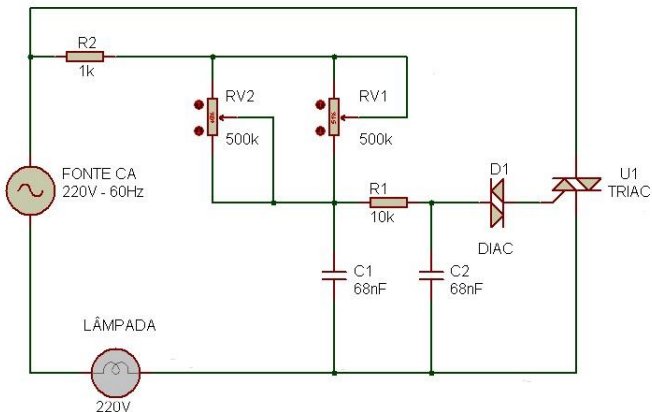 R2
1k
RV2
500k
RV1
500k
FONTE CA
220V - 60Hz
R1
10k
D1
DIAC
U1
TRIAC
C1
68nF
C2
68nF
LÂMPADA
220V